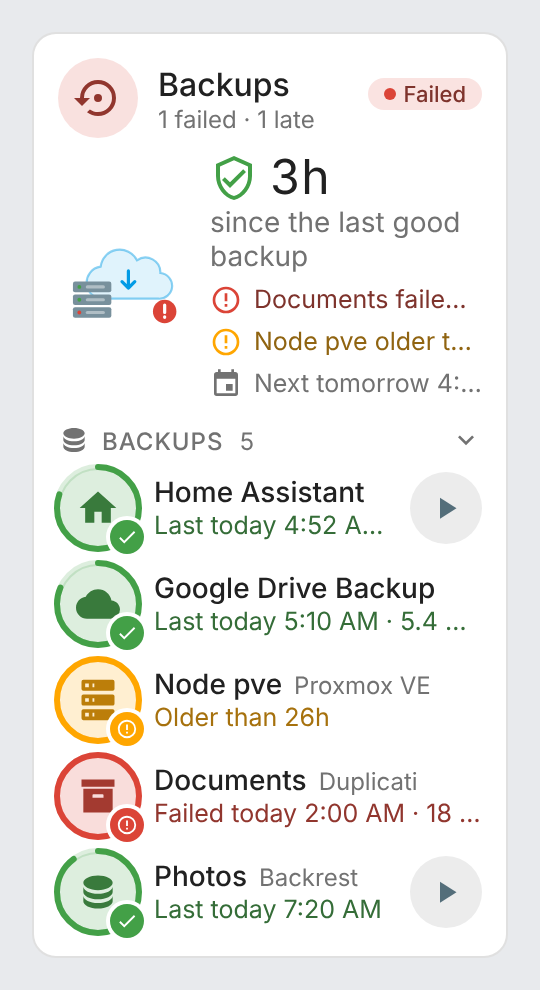 Backups
1 failed · 1 late
Failed
3h
since the last good
backup
Documents faile...
Node pve older t...
Next tomorrow 4:...
BACKUPS 5
Home Assistant
Last today 4:52 A...
Google Drive Backup
Last today 5:10 AM · 5.4 ...
Node pve Proxmox VE
Older than 26h
Documents Duplicati
Failed today 2:00 AM · 18 ...
Photos Backrest
Last today 7:20 AM